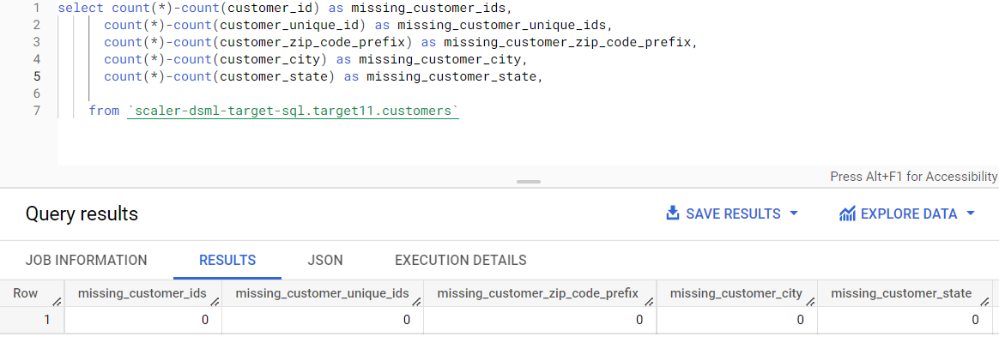 1 select count(*)-count(customer_id) as missing_customer_ids,
2 count(*)-count(customer_unique_id) as missing_customer_unique_ids,
3 count(*)-count(customer_zip_code_prefix) as missing_customer_zip_code_prefix,
4 count(*)-count(customer_city) as missing_customer_city,
5 count(*)-count(customer_state) as missing_customer_state,
6
7 from `scaler-dsml-target-sql.target11.customers`
Press Alt+F1 for Accessibility
Query results SAVE RESULTS EXPLORE DATA
JOB INFORMATION RESULTS JSON EXECUTION DETAILS
Row missing_customer_ids missing_customer_unique_ids missing_customer_zip_code_prefix missing_customer_city missing_customer_state
1 0 0 0 0 0